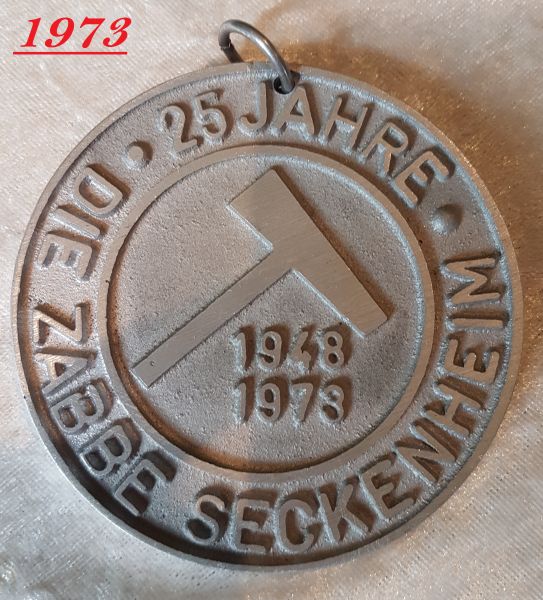 1973
• 25 JAHRE •
DIE ZABBE SECKENHEIM
1948
1973